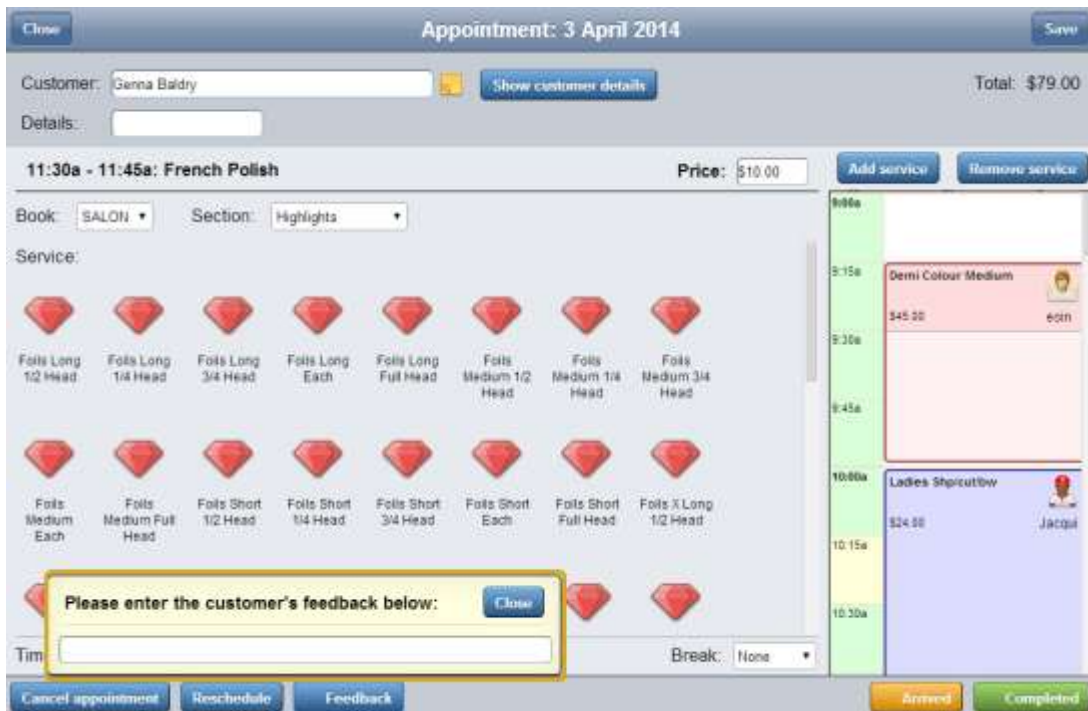 Close
Appointment: 3 April 2014
Save
Customer: Genna Baldry
Show customer details
Total: $79.00
Details:
11:30a - 11:45a: French Polish
Price: $10.00
Add service
Remove service
Book: SALON
Section: Highlights
Service:
Foils Long 1/2 Head
Foils Long 1/4 Head
Foils Long 3/4 Head
Foils Long Each
Foils Long Full Head
Foils Medium 1/2 Head
Foils Medium 1/4 Head
Foils Medium 3/4 Head
Foils Medium Each
Foils Medium Full Head
Foils Short 1/2 Head
Foils Short 1/4 Head
Foils Short 3/4 Head
Foils Short Each
Foils Short Full Head
Foils X Long 1/2 Head
Please enter the customer's feedback below:
Close
Tim
Break: None
9:00a
9:15a
Demi Colour Medium
$45.00
eoin
9:30a
9:45a
10:00a
Ladies Shp/cut/bw
$24.00
Jacqui
10:15a
10:30a
Cancel appointment
Reschedule
Feedback
Arrived
Completed